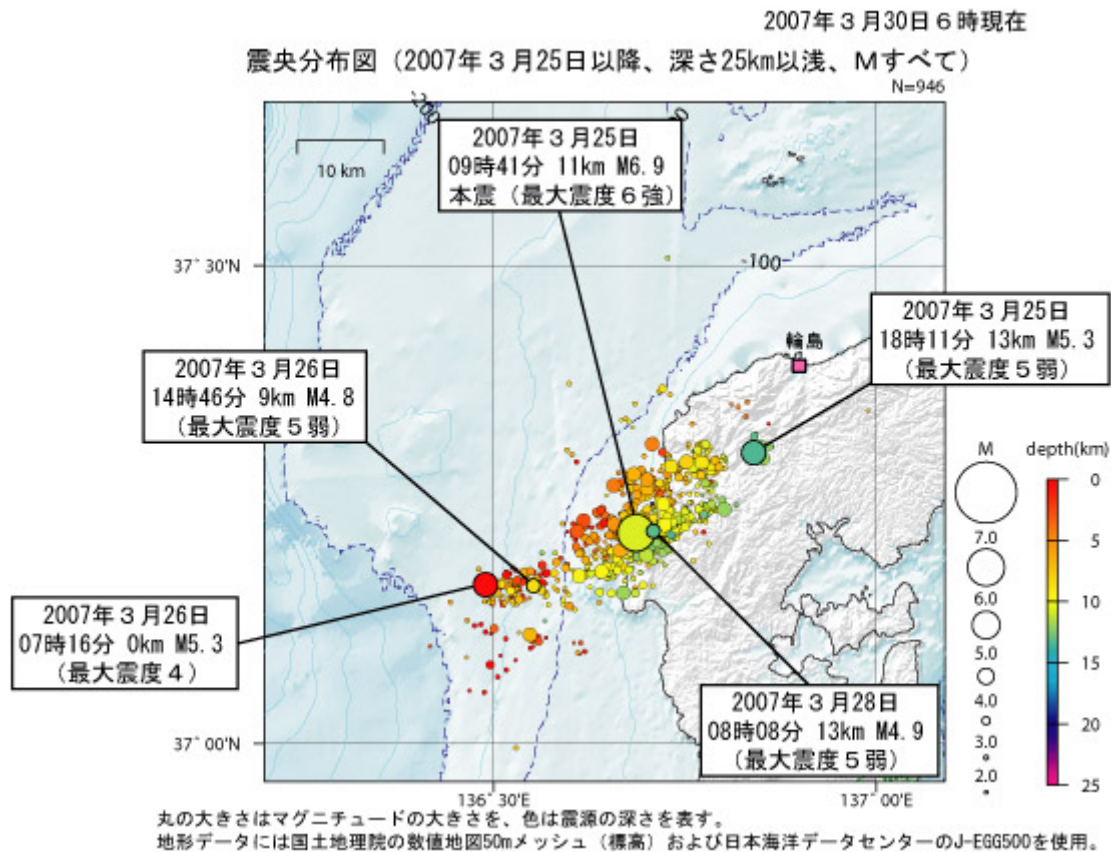 2007年３月30日６時現在
震央分布図（2007年３月25日以降、深さ25km以浅、Ｍすべて）
N=946
-200
10 km
2007年３月25日
09時41分 11km M6.9
本震（最大震度６強）
37˚ 30'N
-100
2007年３月25日
18時11分 13km M5.3
（最大震度５弱）
輪島
2007年３月26日
14時46分 9km M4.8
（最大震度５弱）
M
7.0
6.0
5.0
4.0
3.0
2.0
depth(km)
0
5
10
15
20
25
2007年３月26日
07時16分 0km M5.3
（最大震度４）
2007年３月28日
08時08分 13km M4.9
（最大震度５弱）
37˚ 00'N
136˚30'E
137˚00'E
丸の大きさはマグニチュードの大きさを、色は震源の深さを表す。
地形データには国土地理院の数値地図50mメッシュ（標高）および日本海洋データセンターのJ-EGG500を使用。